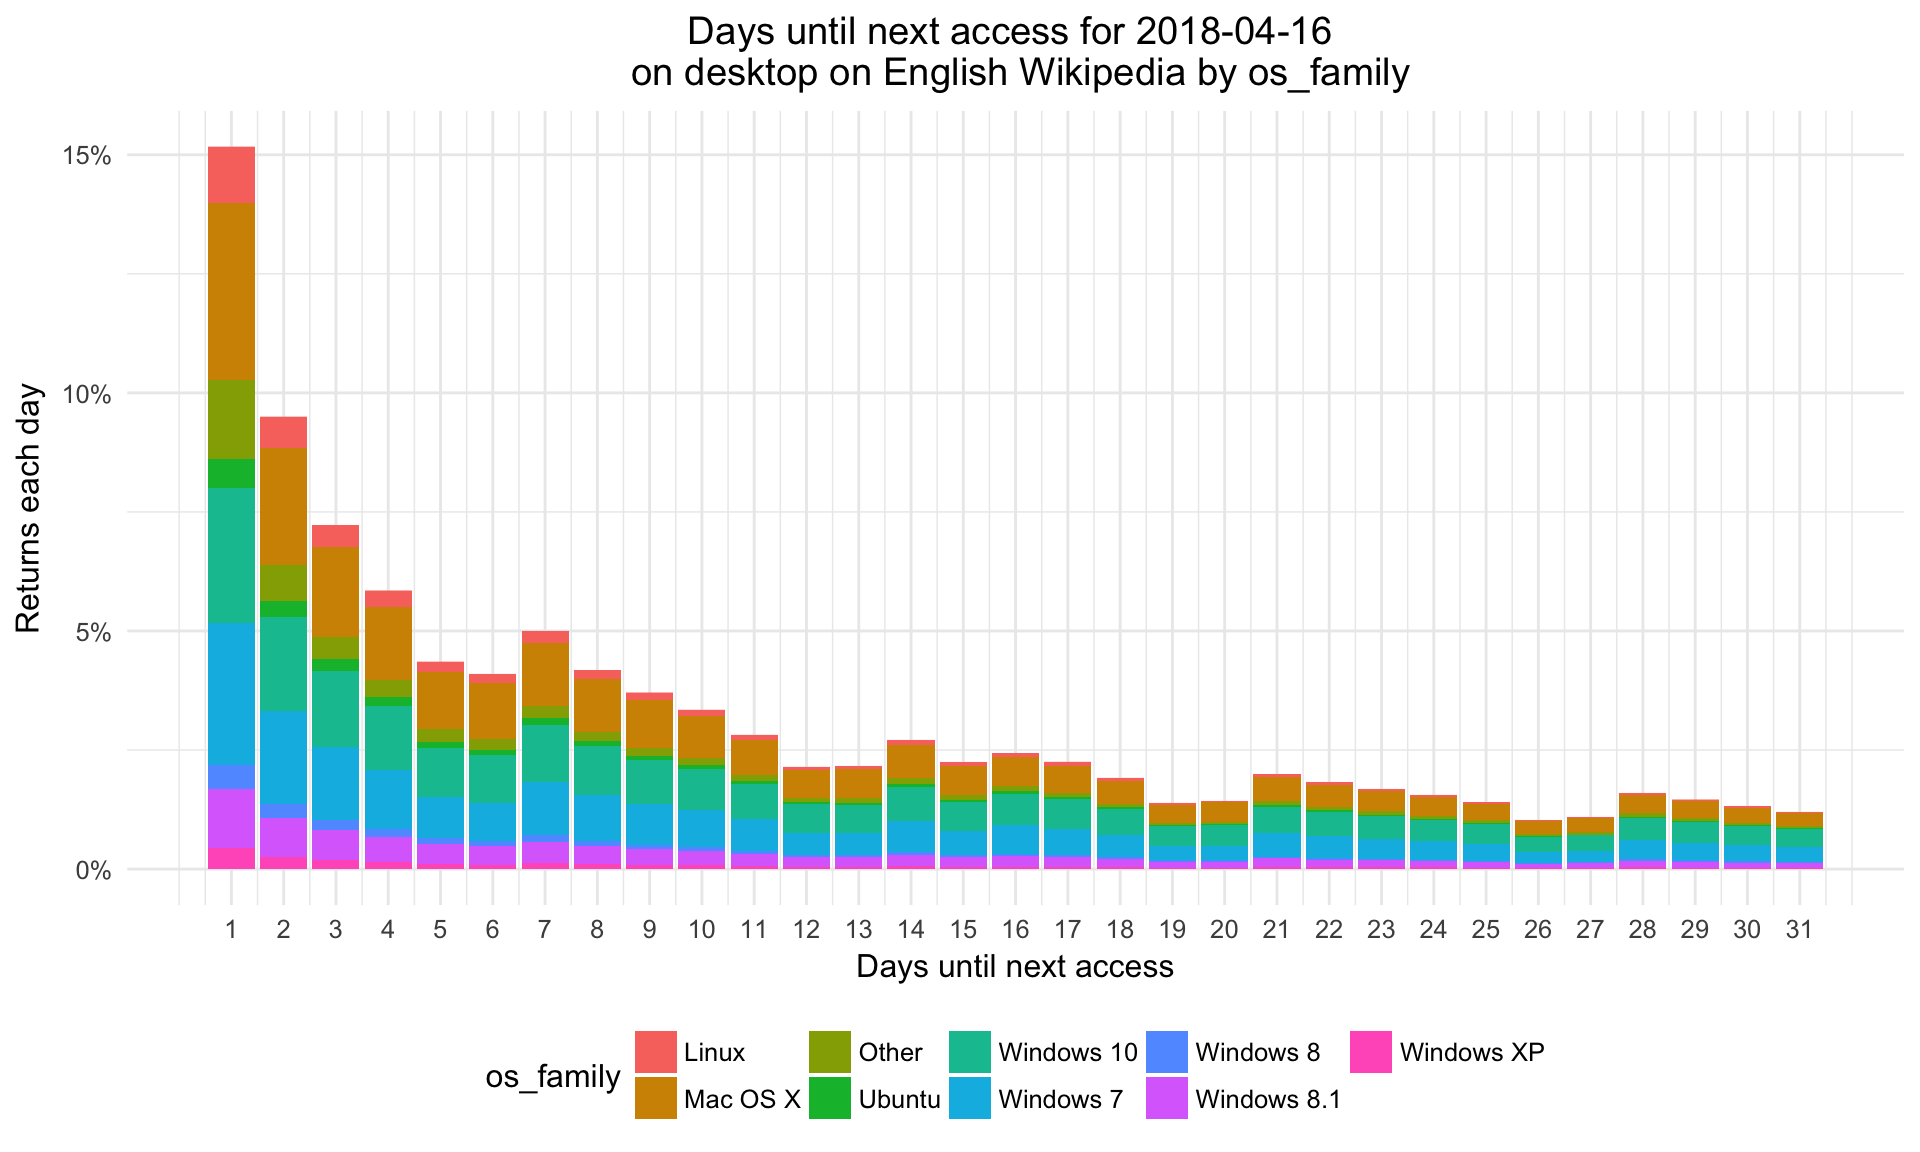 Days until next access for 2018-04-16
on desktop on English Wikipedia by os_family
Returns each day
15%
10%
5%
0%
1 2 3 4 5 6 7 8 9 10 11 12 13 14 15 16 17 18 19 20 21 22 23 24 25 26 27 28 29 30 31
Days until next access
os_family
Linux Other Windows 10 Windows 8 Windows XP
Mac OS X Ubuntu Windows 7 Windows 8.1